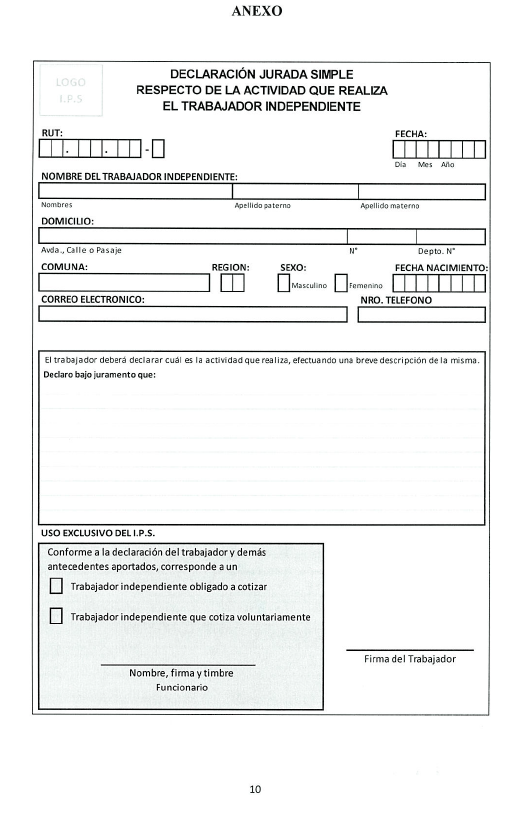 ANEXO
LOGO
I.P.S
DECLARACIÓN JURADA SIMPLE
RESPECTO DE LA ACTIVIDAD QUE REALIZA
EL TRABAJADOR INDEPENDIENTE
RUT: FECHA:
. . -
Día Mes Año
NOMBRE DEL TRABAJADOR INDEPENDIENTE:
Nombres Apellido paterno Apellido materno
DOMICILIO:
Avda., Calle o Pasaje N° Depto. N°
COMUNA: REGION: SEXO: FECHA NACIMIENTO:
Masculino Femenino
CORREO ELECTRONICO: NRO. TELEFONO
El trabajador deberá declarar cuál es la actividad que realiza, efectuando una breve descripción de la misma.
Declaro bajo juramento que:
USO EXCLUSIVO DEL I.P.S.
Conforme a la declaración del trabajador y demás
antecedentes aportados, corresponde a un
Trabajador independiente obligado a cotizar
Trabajador independiente que cotiza voluntariamente
Firma del Trabajador
Nombre, firma y timbre
Funcionario
10